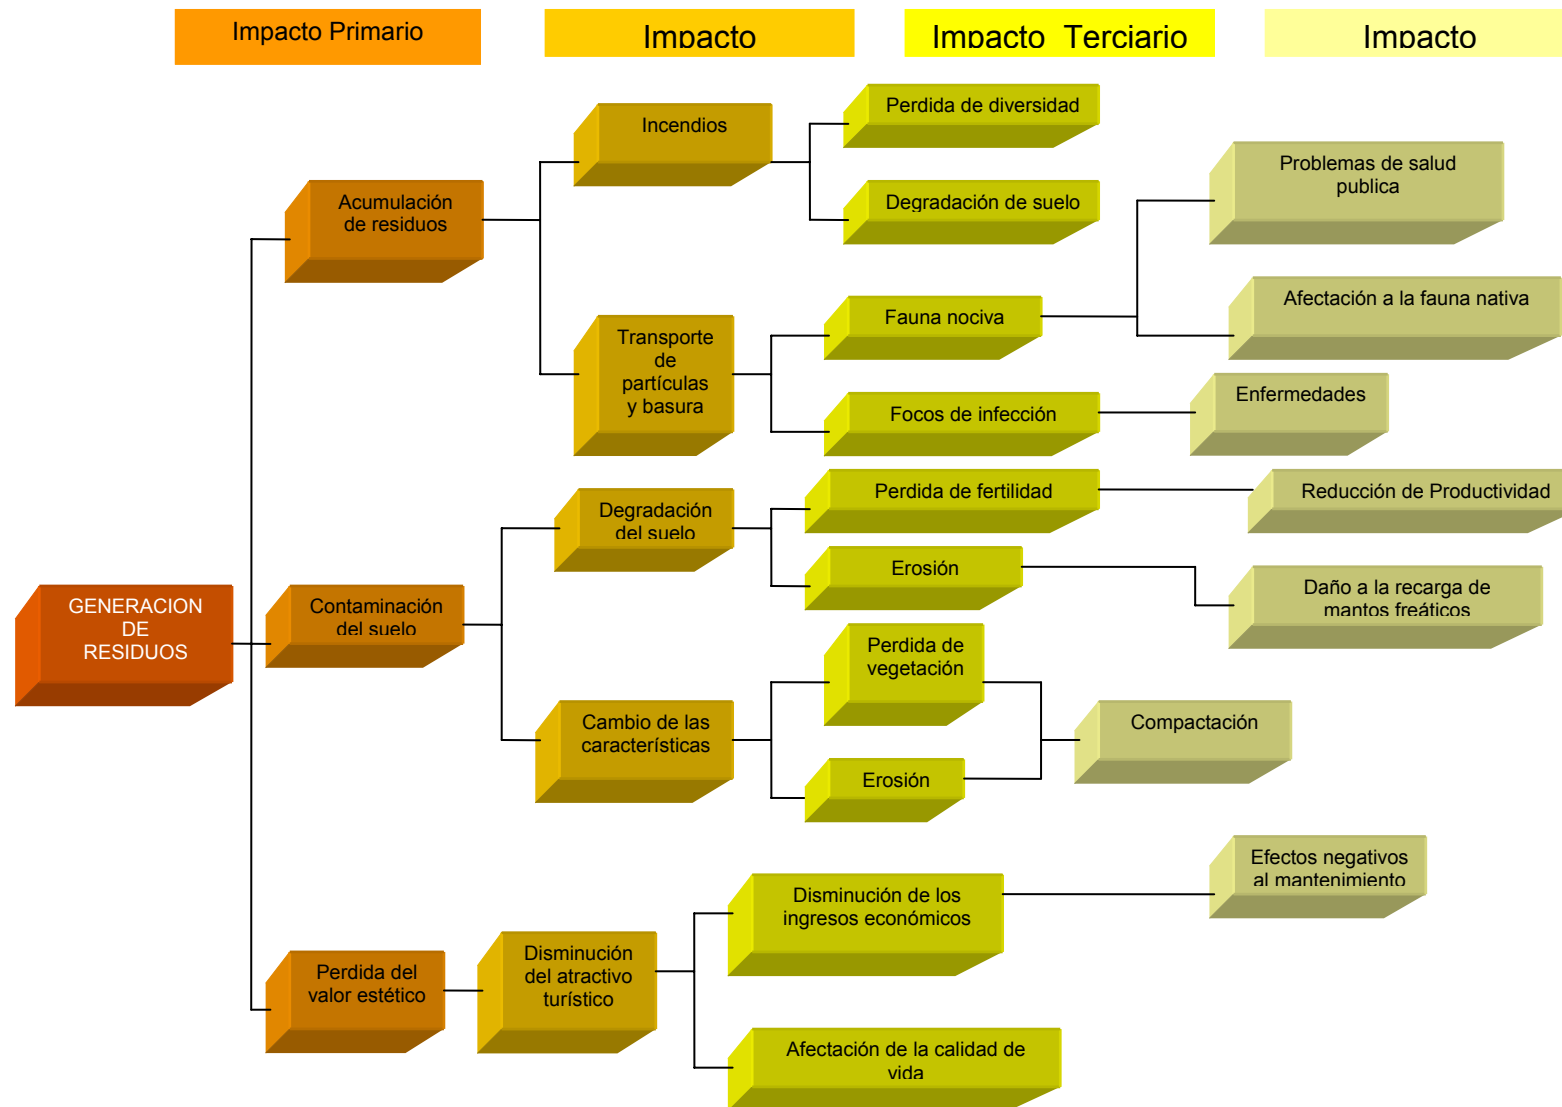 Impacto Primario
Impacto
Impacto Terciario
Impacto
Incendios
Perdida de diversidad
Problemas de salud
publica
Acumulación
de residuos
Degradación de suelo
Afectación a la fauna nativa
Transporte
de
partículas
y basura
Fauna nociva
Focos de infección
Enfermedades
Degradación
del suelo
Perdida de fertilidad
Reducción de Productividad
Erosión
Daño a la recarga de
mantos freáticos
GENERACION
DE
RESIDUOS
Contaminación
del suelo
Perdida de
vegetación
Cambio de las
características
Compactación
Erosión
Efectos negativos
al mantenimiento
Disminución de los
ingresos económicos
Perdida del
valor estético
Disminución
del atractivo
turístico
Afectación de la calidad de
vida